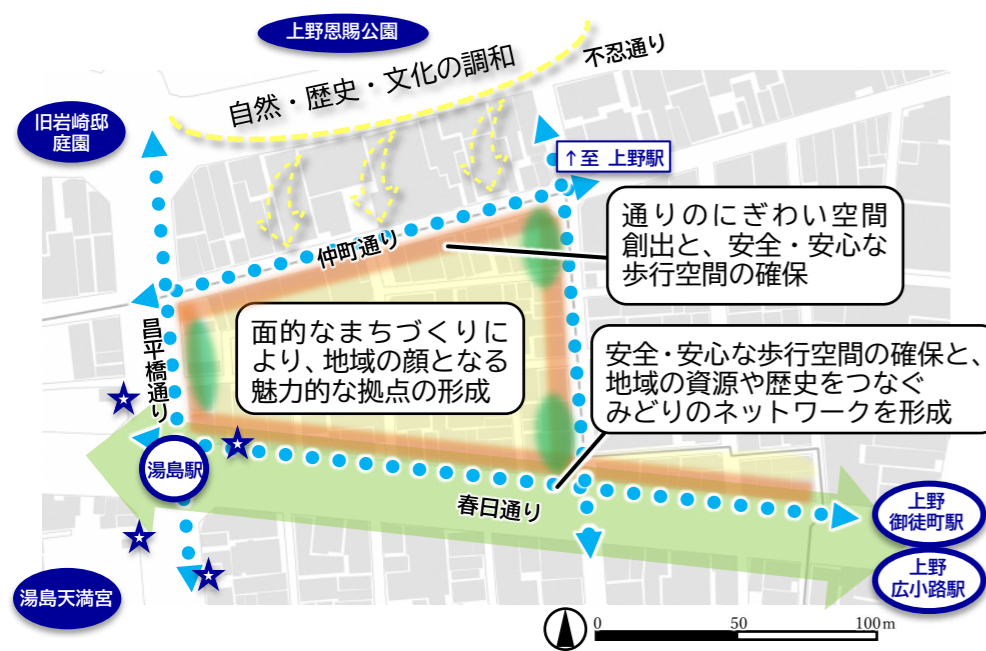 上野恩賜公園
不忍通り
自然・歴史・文化の調和
旧岩崎邸
庭園
↑至 上野駅
通りのにぎわい空間
創出と、安全・安心な
歩行空間の確保
仲町通り
面的なまちづくりに
より、地域の顔となる
魅力的な拠点の形成
昌平橋通り
安全・安心な歩行空間の確保と、
地域の資源や歴史をつなぐ
みどりのネットワークを形成
湯島駅
春日通り
上野
御徒町駅
上野
広小路駅
湯島天満宮
0 50 100m